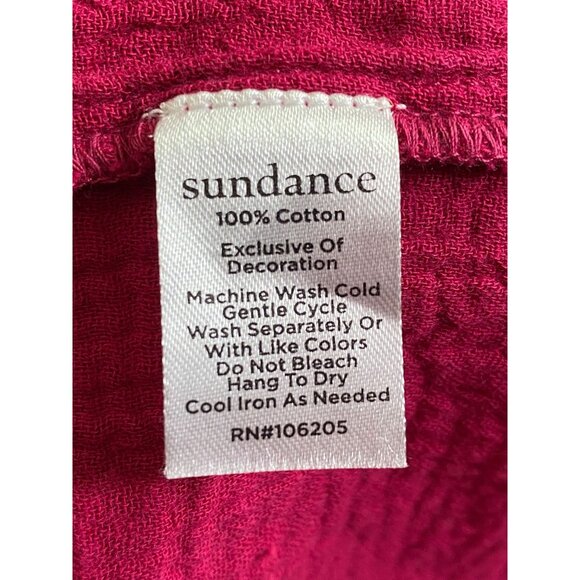 sundance
100% Cotton
Exclusive Of
Decoration
Machine Wash Cold
Gentle Cycle
Wash Separately Or
With Like Colors
Do Not Bleach
Hang To Dry
Cool Iron As Needed
RN#106205